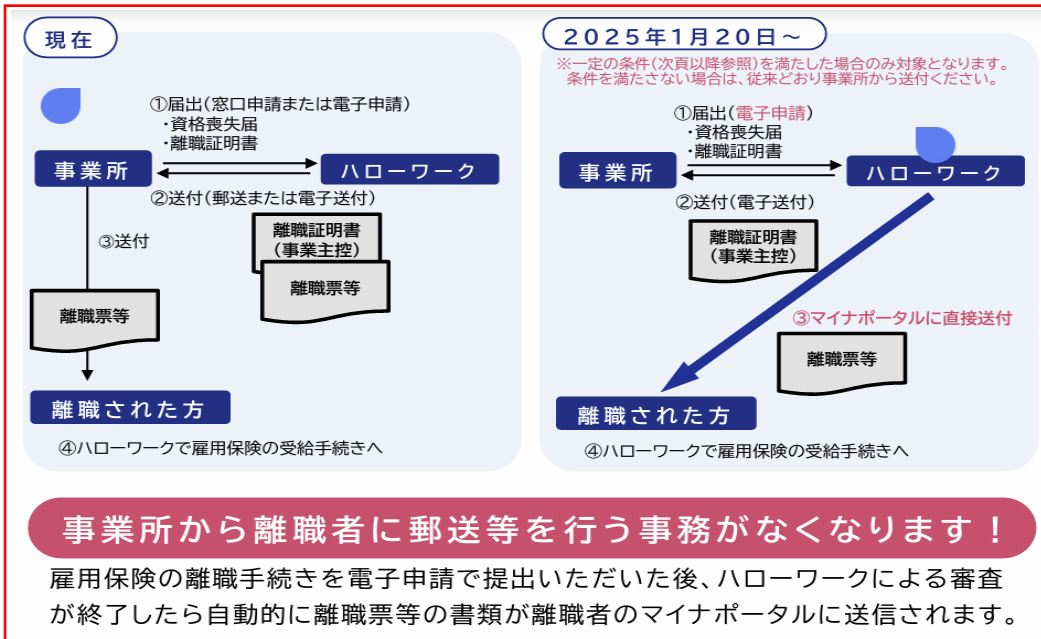 現在
①届出(窓口申請または電子申請)
・資格喪失届
・離職証明書
事業所
ハローワーク
②送付(郵送または電子送付)
離職証明書
(事業主控)
離職票等
③送付
離職票等
離職された方
④ハローワークで雇用保険の受給手続きへ
2025年1月20日～
※一定の条件(次頁以降参照)を満たした場合のみ対象となります。
条件を満たさない場合は、従来どおり事業所から送付ください。
①届出(電子申請)
・資格喪失届
・離職証明書
事業所
ハローワーク
②送付(電子送付)
離職証明書
(事業主控)
③マイナポータルに直接送付
離職票等
離職された方
④ハローワークで雇用保険の受給手続きへ
事業所から離職者に郵送等を行う事務がなくなります！
雇用保険の離職手続きを電子申請で提出いただいた後、ハローワークによる審査
が終了したら自動的に離職票等の書類が離職者のマイナポータルに送信されます。